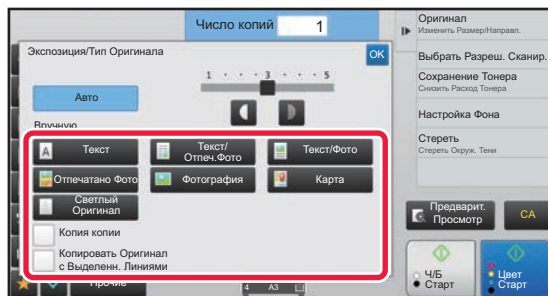 Число копий 1
Экспозиция/Тип Оригинала
OK
Авто
1 3 5
Вручную
A Текст
Текст/
Отпеч.Фото
Текст/Фото
Отпечатано Фото
Фотография
Карта
Светлый
Оригинал
Копия копии
Копировать Оригинал
с Выделенн. Линиями
Прочие
4 A3
Оригинал
Изменить Размер/Направл.
Выбрать Разреш. Сканир.
Сохранение Тонера
Снизить Расход Тонера
Настройка Фона
Стереть
Стереть Окруж. Тени
Предварит.
Просмотр
CA
Ч/Б
Старт
Цвет
Старт